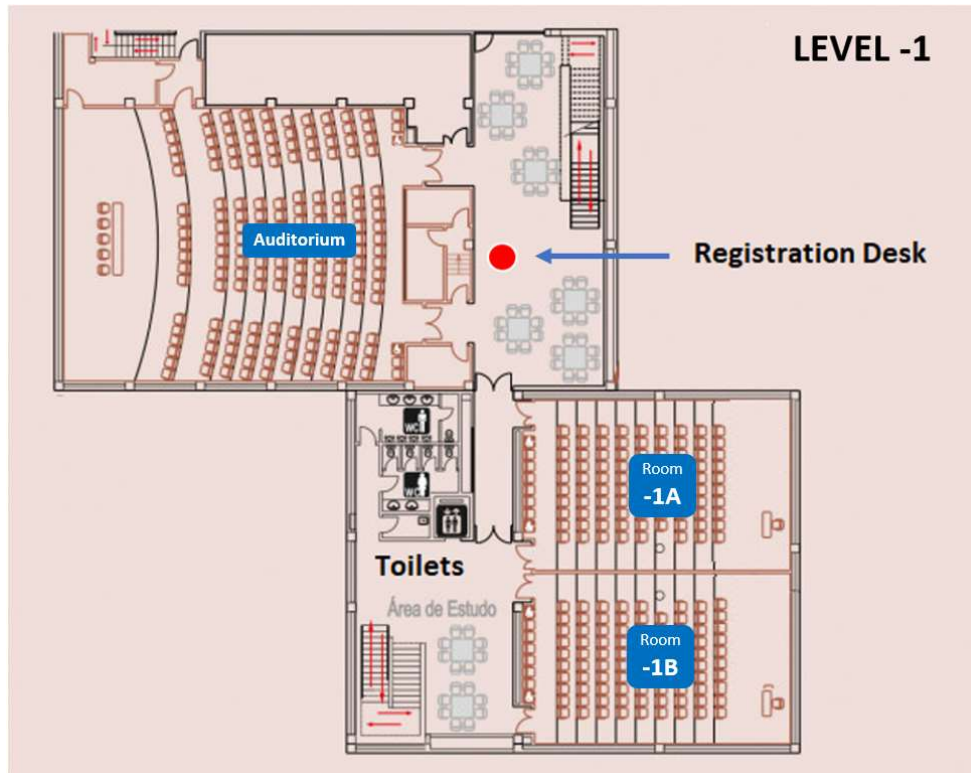 LEVEL -1
Auditorium
Registration Desk
WC
WC
Room
-1A
Toilets
Área de Estudo
Room
-1B